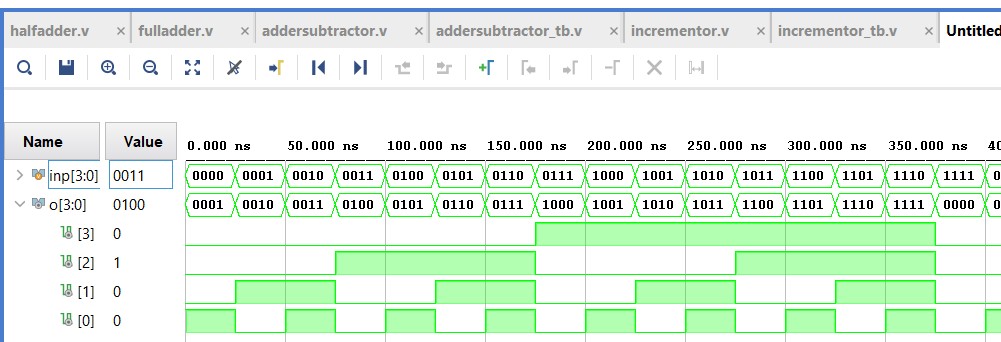 halfadder.v × fulladder.v × addersubtractor.v × addersubtractor_tb.v × incrementor.v × incrementor_tb.v × Untitled
Name Value 0.000 ns 50.000 ns 100.000 ns 150.000 ns 200.000 ns 250.000 ns 300.000 ns 350.000 ns 40
inp[3:0] 0011 0000 0001 0010 0011 0100 0101 0110 0111 1000 1001 1010 1011 1100 1101 1110 1111 0
o[3:0] 0100 0001 0010 0011 0100 0101 0110 0111 1000 1001 1010 1011 1100 1101 1110 1111 0000 0
[3] 0
[2] 1
[1] 0
[0] 0